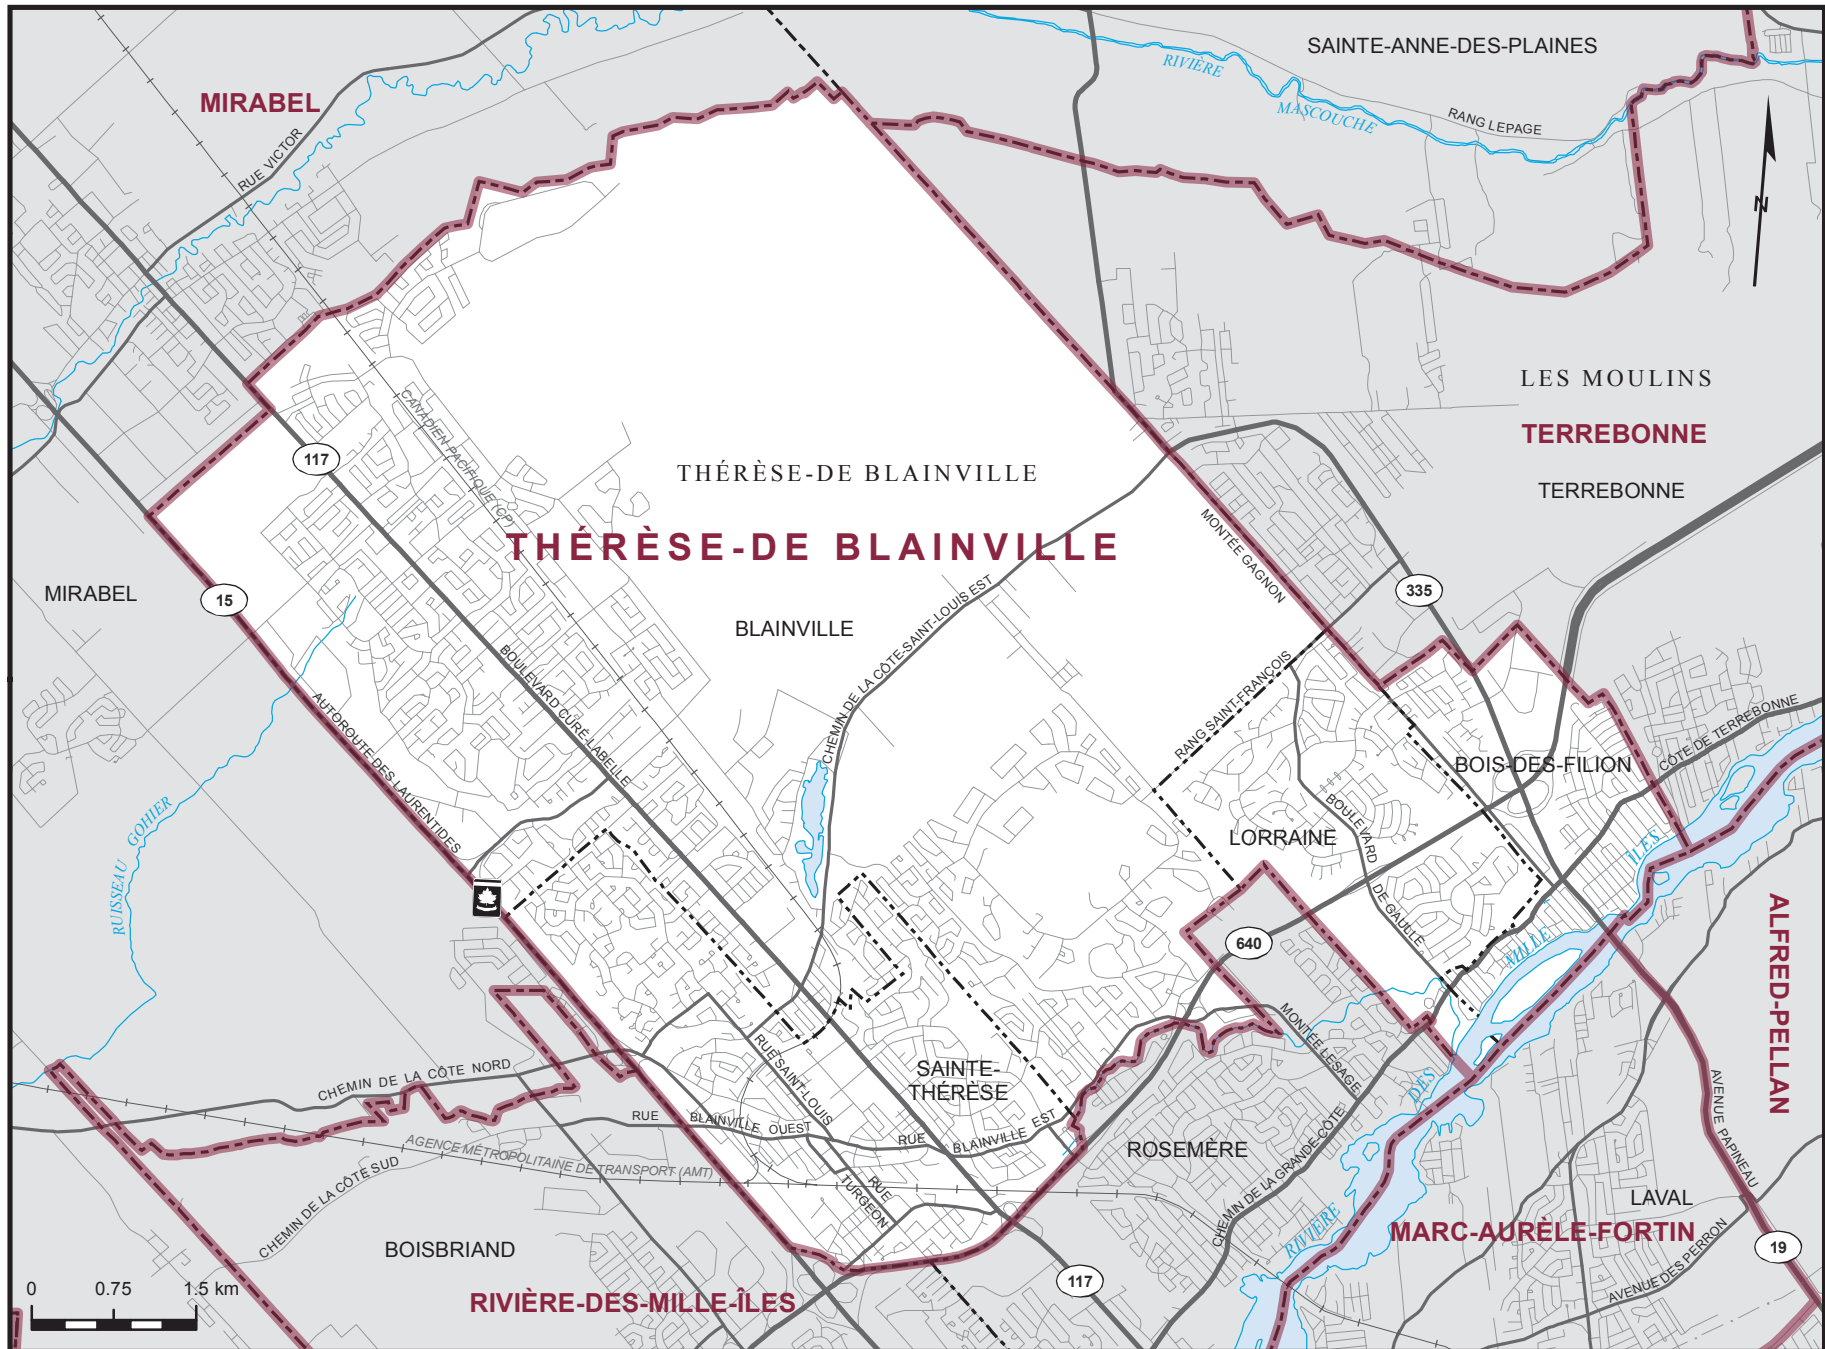 SAINTE-ANNE-DES-PLAINES
RIVIÈRE
MASCOUCHE
RANG LEPAGE
MIRABEL
RUE VICTOR
N
LES MOULINS
TERREBONNE
TERREBONNE
117
CANADIEN PACIFIQUE (CP)
THÉRÈSE-DE BLAINVILLE
THÉRÈSE-DE BLAINVILLE
MONTÉE GAGNON
MIRABEL
15
335
BLAINVILLE
CHEMIN DE LA CÔTE-SAINT-LOUIS EST
BOULEVARD CURÉ-LABELLE
RANG SAINT-FRANÇOIS
AUTOROUTE DES LAURENTIDES
CÔTE DE TERREBONNE
BOIS-DES-FILION
RUISSEAU GOHIER
BOULEVARD
DE GAULLE
LORRAINE
ÎLES
MILLE
DES
RIVIÈRE
640
ALFRED-PELLAN
MONTÉE LESAGE
RUE SAINT-LOUIS
SAINTE-
THÉRÈSE
CHEMIN DE LA CÔTE NORD
RUE
BLAINVILLE OUEST
RUE
BLAINVILLE EST
AVENUE PAPINEAU
AGENCE MÉTROPOLITAINE DE TRANSPORT (AMT)
ROSEMÈRE
CHEMIN DE LA GRANDE-CÔTE
CHEMIN DE LA CÔTE SUD
RUE
TURGEON
LAVAL
MARC-AURÈLE-FORTIN
BOISBRIAND
19
AVENUE DES PERRON
117
0 0.75 1.5 km
RIVIÈRE-DES-MILLE-ÎLES